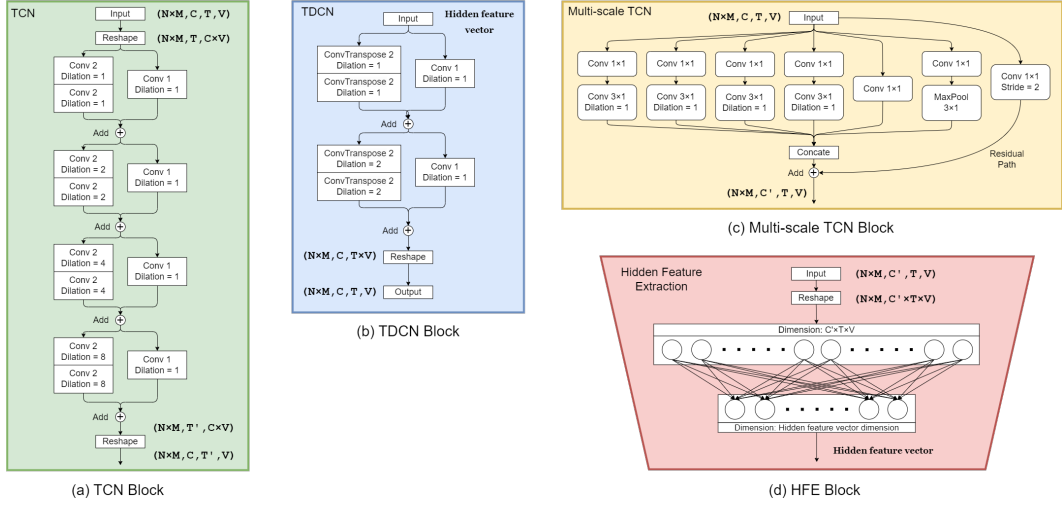 TCN
Input
(N×M,C,T,V)
Reshape
(N×M,T,C×V)
Conv 2
Dilation = 1
Conv 2
Dilation = 1
Conv 1
Dilation = 1
Add
Conv 2
Dilation = 2
Conv 2
Dilation = 2
Conv 1
Dilation = 1
Add
Conv 2
Dilation = 4
Conv 2
Dilation = 4
Conv 1
Dilation = 1
Add
Conv 2
Dilation = 8
Conv 2
Dilation = 8
Conv 1
Dilation = 1
Add
(N×M,T',C×V)
Reshape
(N×M,C,T',V)
(a) TCN Block
TDCN
Input
Hidden feature
vector
ConvTranspose 2
Dilation = 1
ConvTranspose 2
Dilation = 1
Conv 1
Dilation = 1
Add
ConvTranspose 2
Dilation = 2
ConvTranspose 2
Dilation = 2
Conv 1
Dilation = 1
Add
(N×M,C,T×V)
Reshape
(N×M,C,T,V)
Output
(b) TDCN Block
Multi-scale TCN
(N×M,C,T,V)
Input
Conv 1×1
Conv 1×1
Conv 1×1
Conv 1×1
Conv 1×1
Conv 1×1
Conv 3×1
Dilation = 1
Conv 3×1
Dilation = 1
Conv 3×1
Dilation = 1
Conv 3×1
Dilation = 1
MaxPool
3×1
Conv 1×1
Stride = 2
Concate
Residual
Path
Add
(N×M,C',T,V)
(c) Multi-scale TCN Block
Hidden Feature
Extraction
Input
(N×M,C',T,V)
Reshape
(N×M,C'×T×V)
Dimension: C'×T×V
Dimension: Hidden feature vector dimension
Hidden feature vector
(d) HFE Block